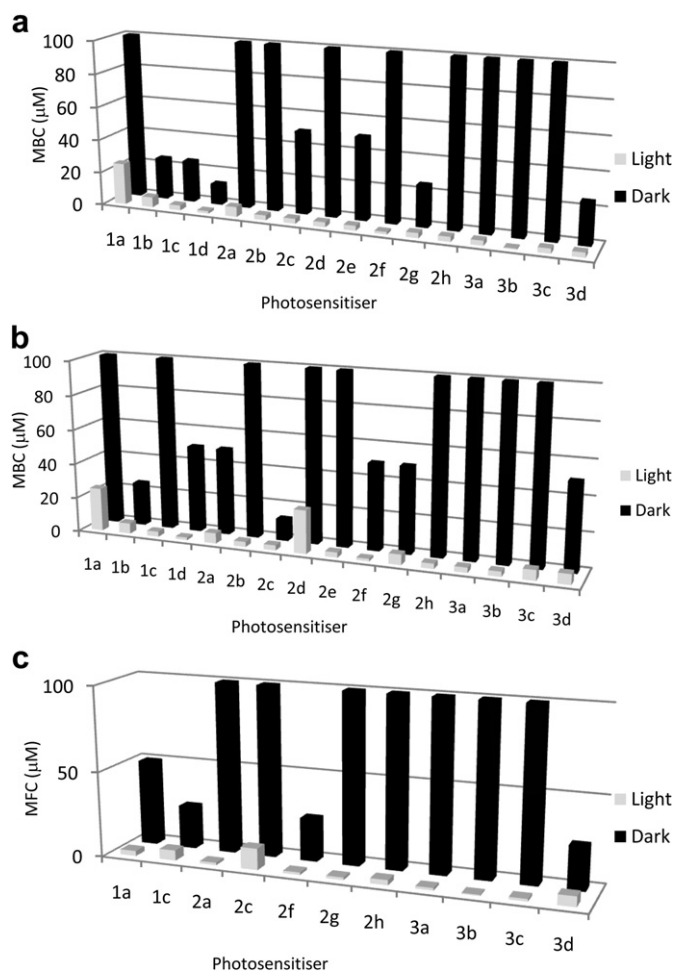 a
100
80
60
40
20
0
MBC (µM)
1a 1b 1c 1d 2a 2b 2c 2d 2e 2f 2g 2h 3a 3b 3c 3d
Photosensitiser
Light
Dark
b
100
80
60
40
20
0
MBC (µM)
1a 1b 1c 1d 2a 2b 2c 2d 2e 2f 2g 2h 3a 3b 3c 3d
Photosensitiser
Light
Dark
c
100
50
0
MFC (µM)
1a 1c 2a 2c 2f 2g 2h 3a 3b 3c 3d
Photosensitiser
Light
Dark